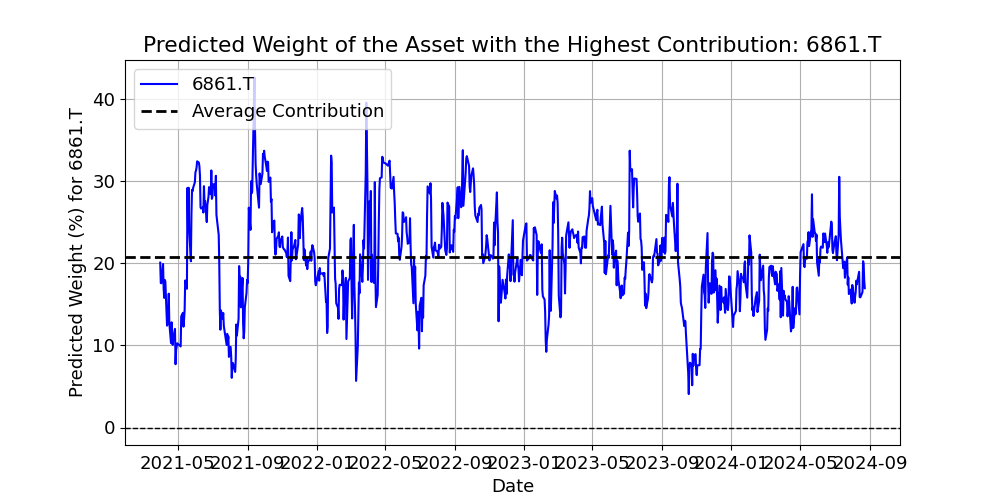 Predicted Weight of the Asset with the Highest Contribution: 6861.T
6861.T
Average Contribution
Predicted Weight (%) for 6861.T
40
30
20
10
0
2021-05 2021-09 2022-01 2022-05 2022-09 2023-01 2023-05 2023-09 2024-01 2024-05 2024-09
Date